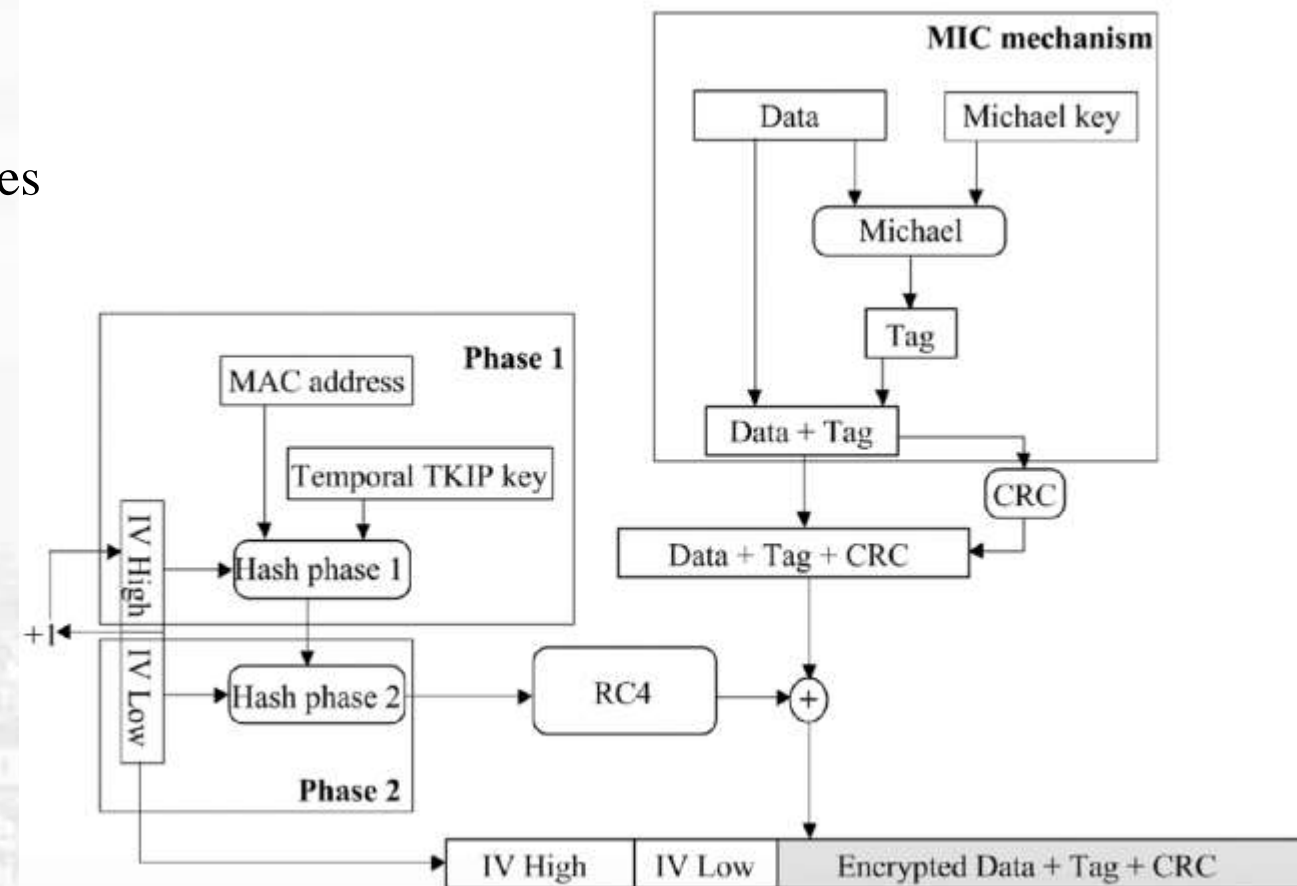 MIC mechanism
Data
Michael key
es
Michael
Tag
Phase 1
MAC address
Data + Tag
Temporal TKIP key
CRC
IV High
Hash phase 1
Data + Tag + CRC
+1
IV Low
Hash phase 2
RC4
+
Phase 2
IV High
IV Low
Encrypted Data + Tag + CRC